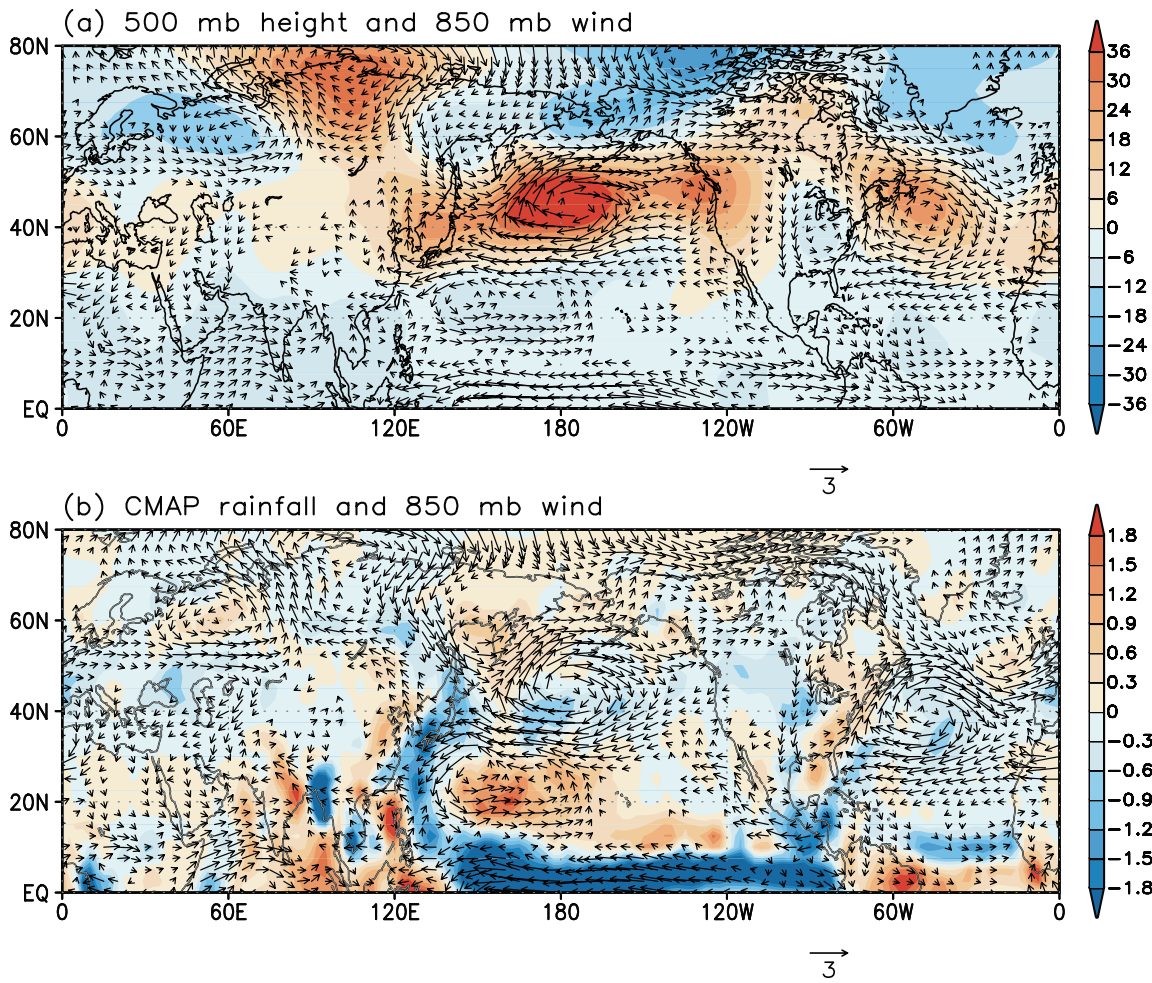 (a) 500 mb height and 850 mb wind
80N
60N
40N
20N
EQ
0 60E 120E 180 120W 60W 0
36
30
24
18
12
6
0
−6
−12
−18
−24
−30
−36
3
(b) CMAP rainfall and 850 mb wind
80N
60N
40N
20N
EQ
0 60E 120E 180 120W 60W 0
1.8
1.5
1.2
0.9
0.6
0.3
0
−0.3
−0.6
−0.9
−1.2
−1.5
−1.8
3